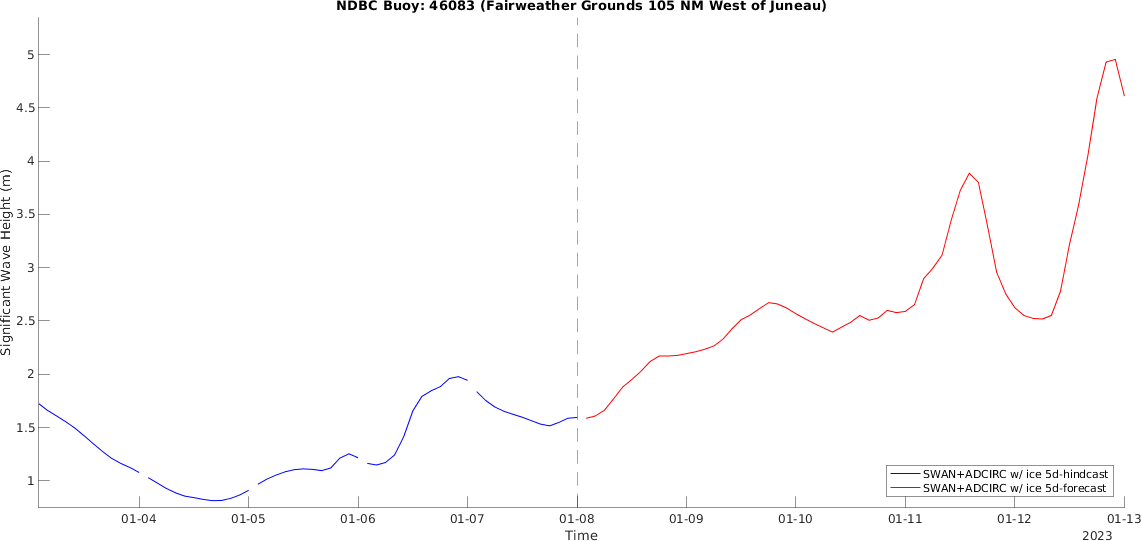 NDBC Buoy: 46083 (Fairweather Grounds 105 NM West of Juneau)
5
4.5
4
3.5
3
2.5
2
1.5
1
Significant Wave Height (m)
SWAN+ADCIRC w/ ice 5d-hindcast
SWAN+ADCIRC w/ ice 5d-forecast
01-04 01-05 01-06 01-07 01-08 01-09 01-10 01-11 01-12 01-13
Time
2023